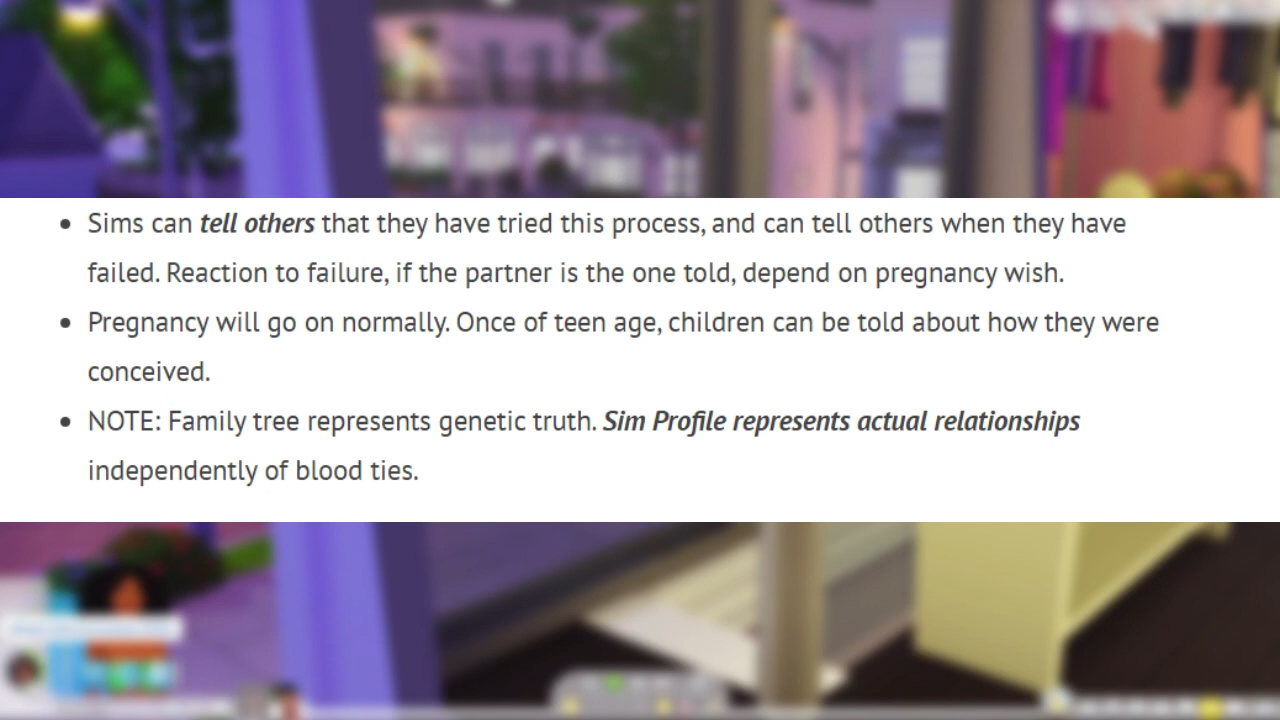 • Sims can tell others that they have tried this process, and can tell others when they have
failed. Reaction to failure, if the partner is the one told, depend on pregnancy wish.
• Pregnancy will go on normally. Once of teen age, children can be told about how they were
conceived.
• NOTE: Family tree represents genetic truth. Sim Profile represents actual relationships
independently of blood ties.